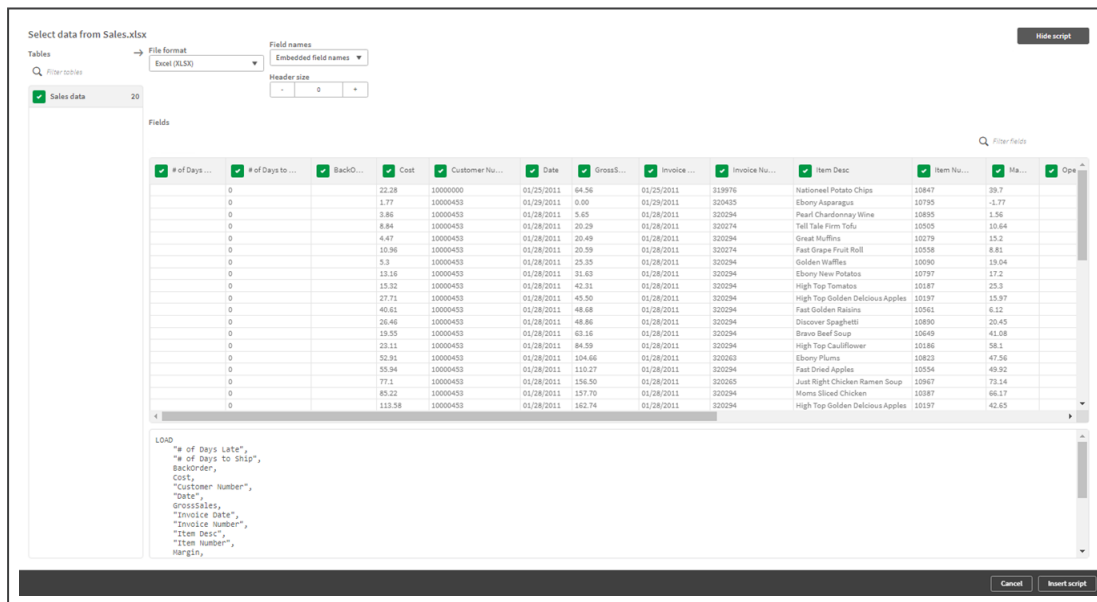 Select data from Sales.xlsx
Hide script
Tables
Filter tables
Sales data 20
File format
Excel (XLSX)
Field names
Embedded field names
Header size
- 0 +
Fields
Filter fields
# of Days ... # of Days to ... BackO... Cost Customer Nu... Date GrossS... Invoice ... Invoice Nu... Item Desc Item Nu... Ma... Ope
0 22.28 10000000 01/25/2011 64.56 01/25/2011 319976 Nationeel Potato Chips 10847 39.7
0 1.77 10000453 01/29/2011 0.00 01/29/2011 320435 Ebony Asparagus 10795 -1.77
0 3.86 10000453 01/28/2011 5.65 01/28/2011 320294 Pearl Chardonnay Wine 10895 1.56
0 8.84 10000453 01/28/2011 20.29 01/28/2011 320274 Tell Tale Firm Tofu 10505 10.64
0 4.47 10000453 01/28/2011 20.49 01/28/2011 320294 Great Muffins 10279 15.2
0 10.96 10000453 01/28/2011 20.59 01/28/2011 320274 Fast Grape Fruit Roll 10558 8.81
0 5.3 10000453 01/28/2011 25.35 01/28/2011 320294 Golden Waffles 10090 19.04
0 13.16 10000453 01/28/2011 31.63 01/28/2011 320294 Ebony New Potatos 10797 17.2
0 15.32 10000453 01/28/2011 42.31 01/28/2011 320294 High Top Tomatos 10187 25.3
0 27.71 10000453 01/28/2011 45.50 01/28/2011 320294 High Top Golden Delcious Apples 10197 15.97
0 40.61 10000453 01/28/2011 48.68 01/28/2011 320294 Fast Golden Raisins 10561 6.12
0 26.46 10000453 01/28/2011 48.86 01/28/2011 320294 Discover Spaghetti 10890 20.45
0 19.55 10000453 01/28/2011 63.16 01/28/2011 320294 Bravo Beef Soup 10649 41.08
0 23.11 10000453 01/28/2011 84.59 01/28/2011 320294 High Top Cauliflower 10186 58.1
0 52.91 10000453 01/28/2011 104.66 01/28/2011 320263 Ebony Plums 10823 47.56
0 55.94 10000453 01/28/2011 110.27 01/28/2011 320294 Fast Dried Apples 10554 49.92
0 77.1 10000453 01/28/2011 156.50 01/28/2011 320265 Just Right Chicken Ramen Soup 10967 73.14
0 85.22 10000453 01/28/2011 157.70 01/28/2011 320294 Moms Sliced Chicken 10387 66.17
0 113.58 10000453 01/28/2011 162.74 01/28/2011 320294 High Top Golden Delcious Apples 10197 42.65
LOAD
"# of Days Late",
"# of Days to Ship",
BackOrder,
Cost,
"Customer Number",
"Date",
GrossSales,
"Invoice Date",
"Invoice Number",
"Item Desc",
"Item Number",
Margin,
Cancel
Insert script